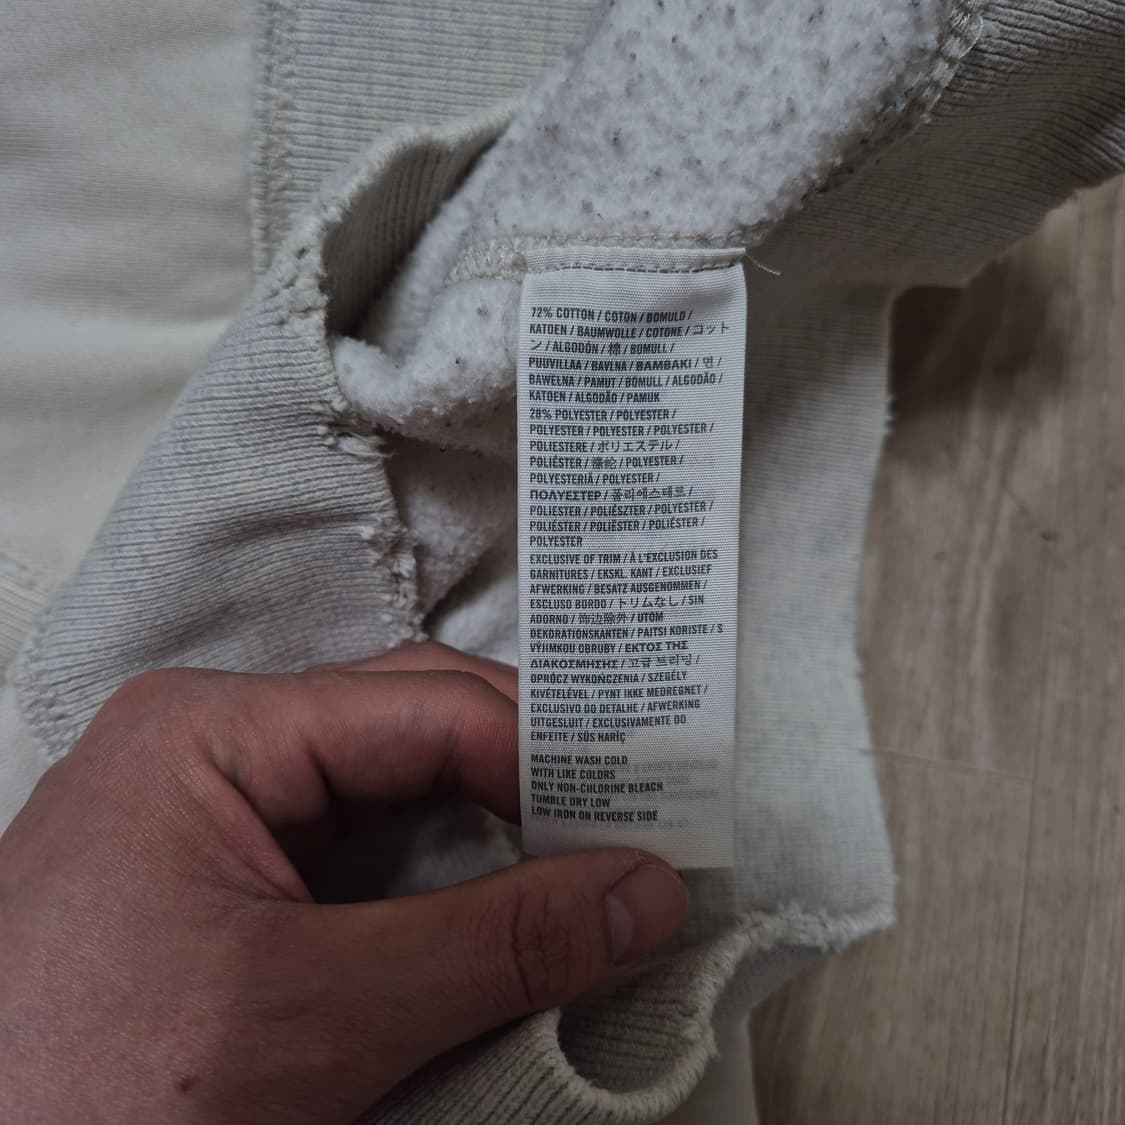 72% COTTON / COTON / BOMULD /
KATOEN / BAUMWOLLE / COTONE / コット
ン / ALGODÓN / 棉 / BOMULL /
PUUVILLAA / BAVLNA / ΒΑΜΒΑΚΙ / 면 /
BAWEŁNA / PAMUT / BOMULL / ALGODÃO /
KATOEN / ALGODÃO / PAMUK
28% POLYESTER / POLYESTER /
POLYESTER / POLYESTER / POLYESTER /
POLIESTERE / ポリエステル /
POLIÉSTER / 涤纶 / POLYESTER /
POLYESTERIÄ / POLYESTER /
ΠΟΛΥΕΣΤΕΡ / 폴리에스테르 /
POLIESTER / POLIÉSZTER / POLYESTER /
POLIÉSTER / POLIËSTER / POLIÉSTER /
POLYESTER
EXCLUSIVE OF TRIM / À L'EXCLUSION DES
GARNITURES / EKSKL. KANT / EXCLUSIEF
AFWERKING / BESATZ AUSGENOMMEN /
ESCLUSO BORDO / トリムなし / SIN
ADORNO / 饰边除外 / UTOM
DEKORATIONSKANTEN / PAITSI KORISTE / S
VÝJIMKOU OBRUBY / ΕΚΤΟΣ ΤΗΣ
ΔΙΑΚΟΣΜΗΣΗΣ / 고급 트리밍 /
OPRÓCZ WYKOŃCZENIA / SZEGÉLY
KIVÉTELÉVEL / PYNT IKKE MEDREGNET /
EXCLUSIVO DO DETALHE / AFWERKING
UITGESLUIT / EXCLUSIVAMENTE DO
ENFEITE / SÜS HARİÇ
MACHINE WASH COLD
WITH LIKE COLORS
ONLY NON-CHLORINE BLEACH
TUMBLE DRY LOW
LOW IRON ON REVERSE SIDE